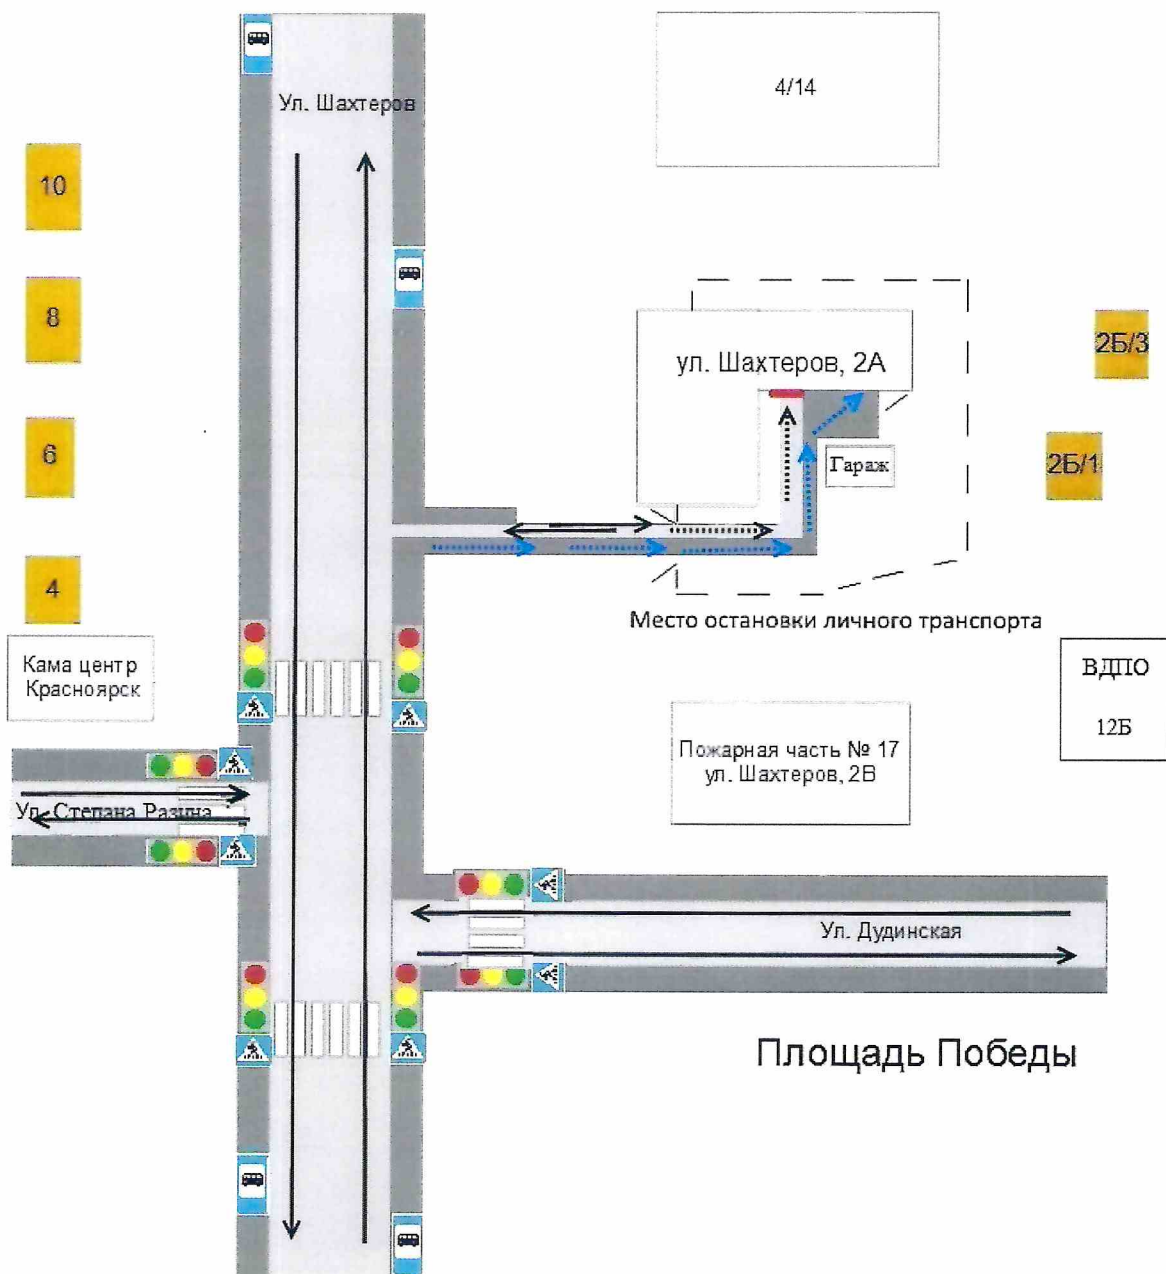 4/14
Ул. Шахтеров
10
8
2Б/3
ул. Шахтеров, 2А
6
2Б/1
Гараж
4
Место остановки личного транспорта
Кама центр
Красноярск
ВДПО
12Б
Пожарная часть № 17
ул. Шахтеров, 2В
Ул. Степана Разина
Ул. Дудинская
Площадь Победы